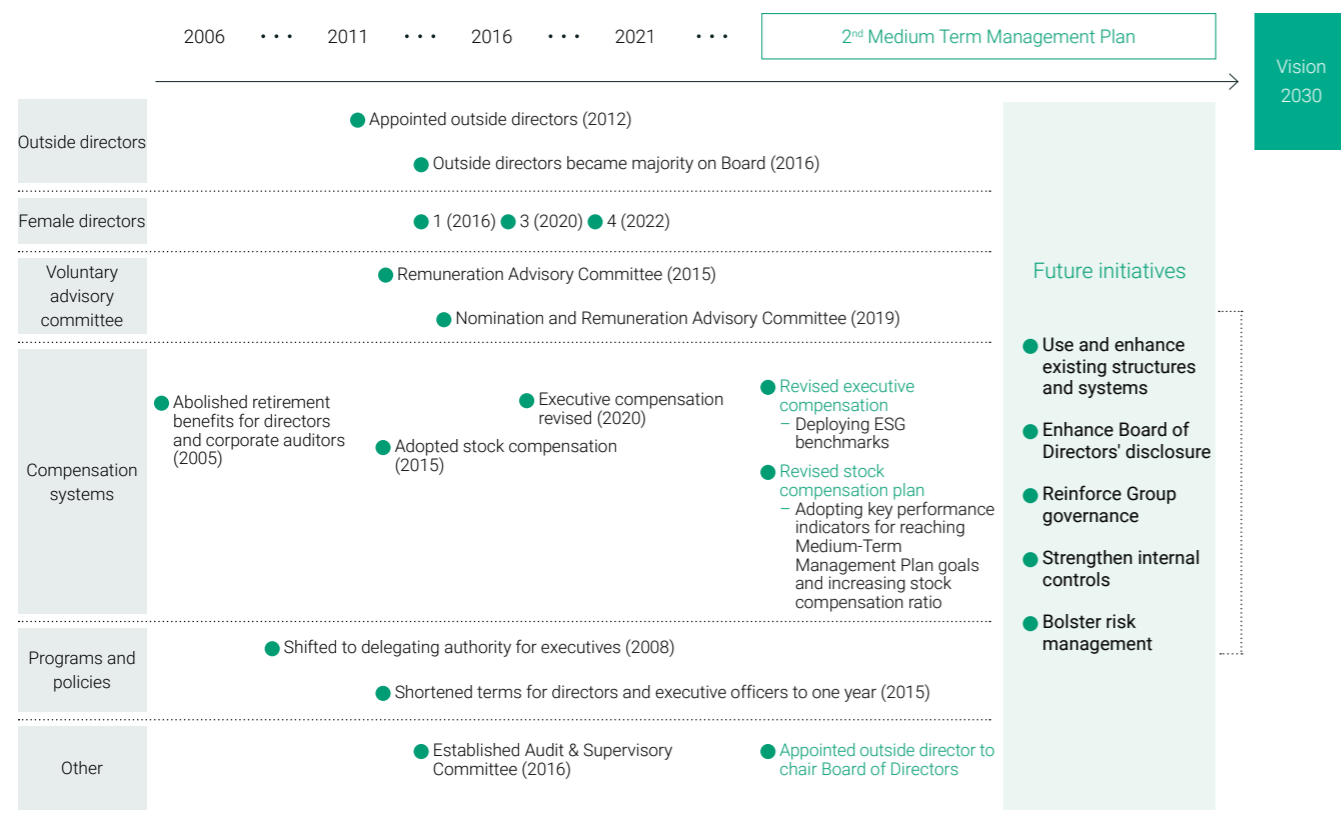 2006 ··· 2011 ··· 2016 ··· 2021 ··· 2nd Medium Term Management Plan
Vision
2030
Outside directors
Appointed outside directors (2012)
Outside directors became majority on Board (2016)
Female directors
1 (2016) 3 (2020) 4 (2022)
Voluntary
advisory
committee
Remuneration Advisory Committee (2015)
Nomination and Remuneration Advisory Committee (2019)
Compensation
systems
Abolished retirement
benefits for directors
and corporate auditors
(2005)
Adopted stock compensation
(2015)
Executive compensation
revised (2020)
Revised executive
compensation
– Deploying ESG
benchmarks
Revised stock
compensation plan
– Adopting key performance
indicators for reaching
Medium-Term
Management Plan goals
and increasing stock
compensation ratio
Programs and
policies
Shifted to delegating authority for executives (2008)
Shortened terms for directors and executive officers to one year (2015)
Other
Established Audit & Supervisory
Committee (2016)
Appointed outside director to
chair Board of Directors
Future initiatives
Use and enhance
existing structures
and systems
Enhance Board of
Directors' disclosure
Reinforce Group
governance
Strengthen internal
controls
Bolster risk
management